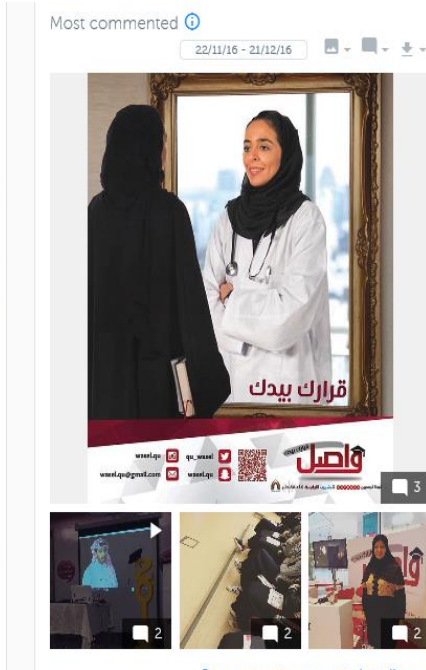 Most commented
22/11/16 - 21/12/16
قرارك بيدك
wasel.qu qu_wasel
wasel.qu@gmail.com wasel.qu
واصل
3
2
2
2